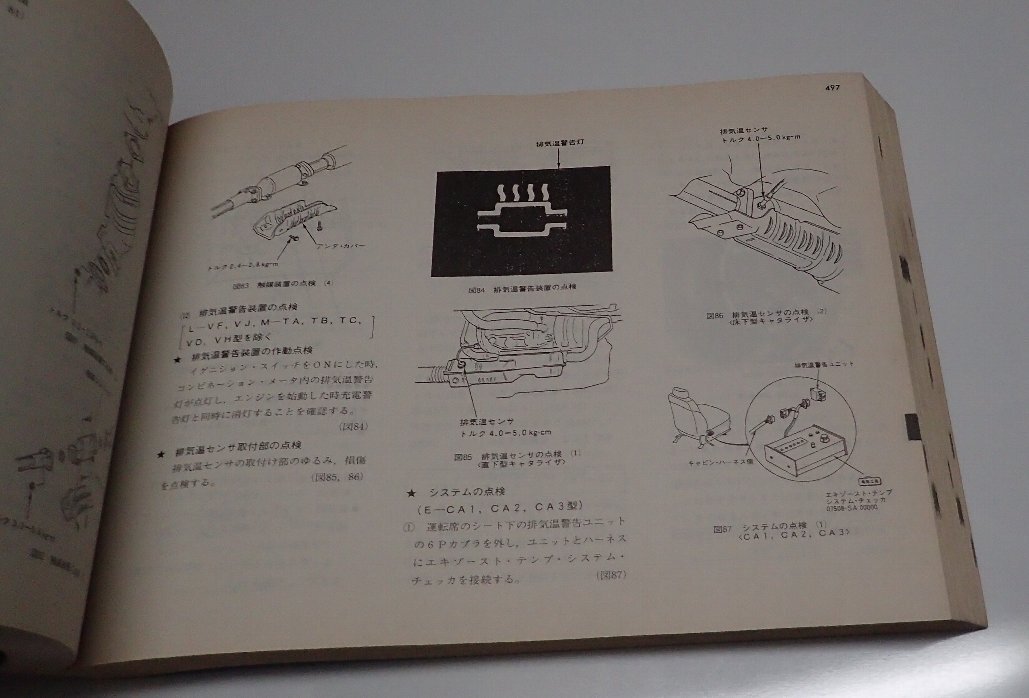 497
アンダ・カバー
図83 触媒装置の点検 (4)
排気温警告装置の点検
L－VF, VJ, M－TA, TB, TC,
VD, VH型を除く
★ 排気温警告装置の作動点検
イグニション・スイッチをONにした時,
コンビネーション・メータ内の排気温警告
灯が点灯し, エンジンを始動した時充電警
告灯と同時に消灯することを確認する。
(図84)
★ 排気温センサ取付部の点検
排気温センサの取付け部のゆるみ, 損傷
を点検する。 (図85, 86)
排気温警告灯
図84 排気温警告装置の点検
排気温センサ
トルク 4.0－5.0kg-cm
図85 排気温センサの点検 (1)
〈直下型キャタライザ〉
★ システムの点検
(E－CA1, CA2, CA3型)
① 運転席のシート下の排気温警告ユニット
の6Pカプラを外し, ユニットとハーネス
にエキゾースト・テンプ・システム・
チェッカを接続する。 (図87)
排気温センサ
トルク 4.0－5.0kg-m
図86 排気温センサの点検 (2)
〈床下型キャタライザ〉
排気温警告ユニット
キャビン・ハーネス側
エキゾースト・テンプ
システム・チェッカ
07508-SA00000
図87 システムの点検 (1)
〈CA1, CA2, CA3〉